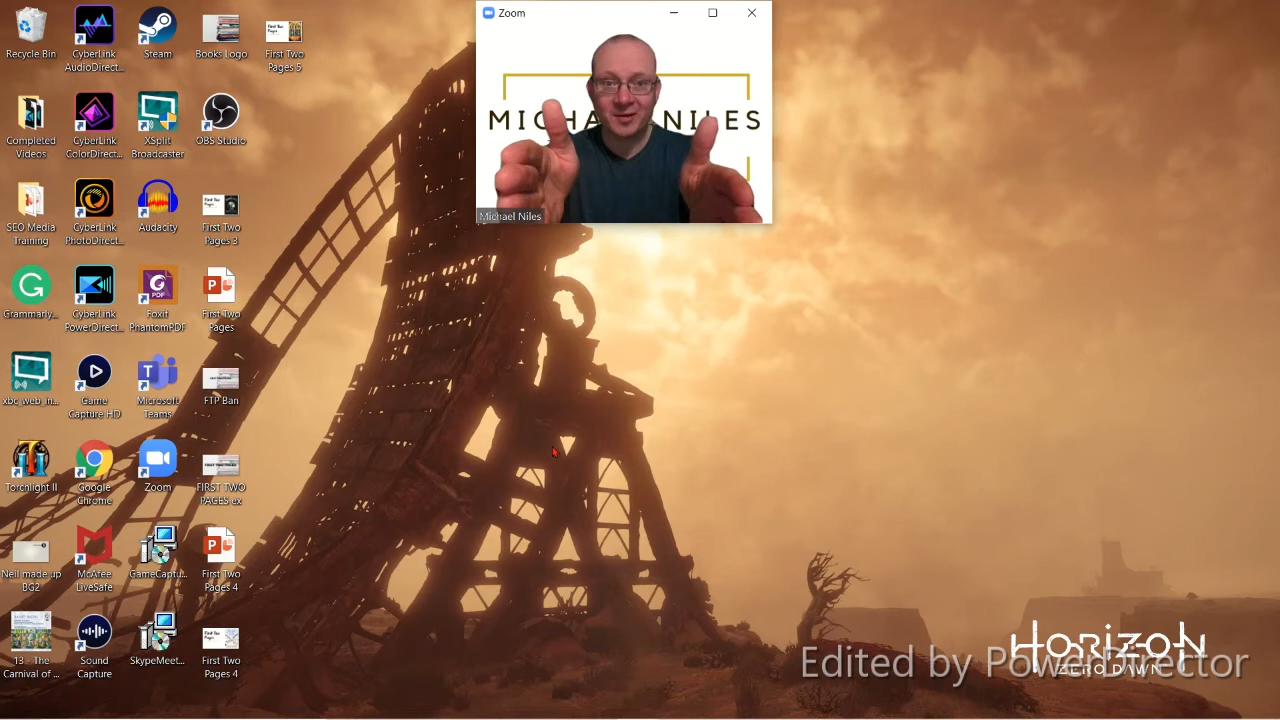 Recycle Bin
CyberLink
AudioDirect...
Steam
Books Logo
First Two
Pages 5
Completed
Videos
CyberLink
ColorDirect...
XSplit
Broadcaster
OBS Studio
SEO Media
Training
CyberLink
PhotoDirect...
Audacity
First Two
Pages 3
Grammarly...
CyberLink
PowerDirect...
Foxit
PhantomPDF
First Two
Pages
xbc_web_in...
Game
Capture HD
Microsoft
Teams
FTP Ban
Torchlight II
Google
Chrome
Zoom
FIRST TWO
PAGES ex
Neil made up
BG2
McAfee
LiveSafe
GameCaptu...
First Two
Pages 4
13 - The
Carnival of ...
Sound
Capture
SkypeMeet...
First Two
Pages 4
Zoom
Michael Niles
HORIZON
ZERO DAWN
Edited by PowerDirector